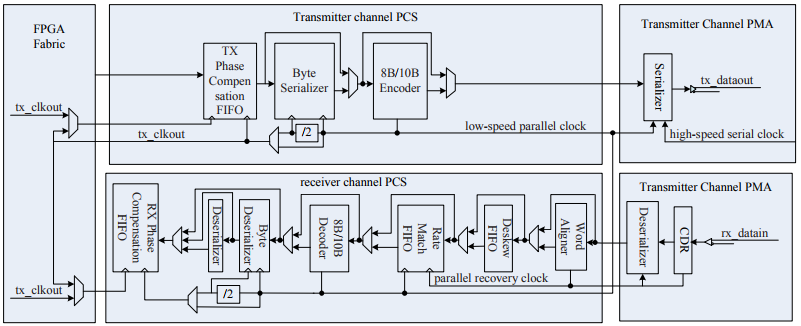 FPGA
Fabric
Transmitter channel PCS
Transmitter Channel PMA
TX
Phase
Compen
sation
FIFO
Byte
Serializer
8B/10B
Encoder
Serializer
tx_dataout
tx_clkout
tx_clkout
/2
low-speed parallel clock
high-speed serial clock
receiver channel PCS
Transmitter Channel PMA
RX Phase
Compensation
FIFO
Deserializer
Byte
Deserializer
8B/10B
Decoder
Rate
Match
FIFO
Deskew
FIFO
Word
Aligner
Deserializer
CDR
rx_datain
parallel recovery clock
/2
tx_clkout